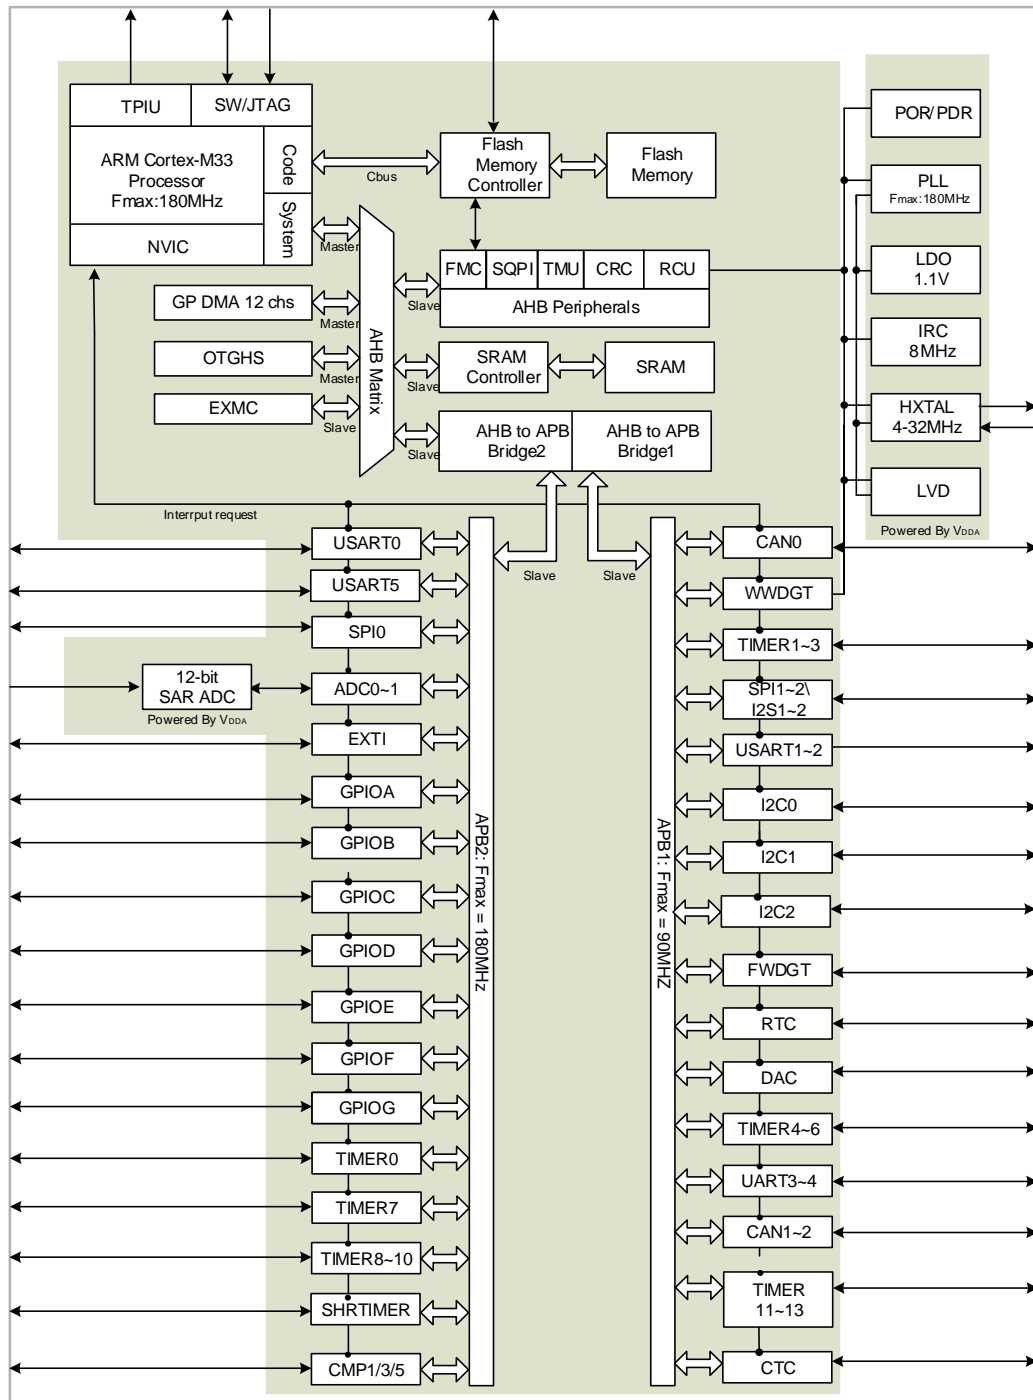 TPIU
SW/JTAG
ARM Cortex-M33
Processor
Fmax:180MHz
Code
System
NVIC
Cbus
Flash
Memory
Controller
Flash
Memory
Master
FMC
SQPI
TMU
CRC
RCU
AHB Peripherals
Slave
GP DMA 12 chs
Master
AHB Matrix
OTGHS
Master
Slave
SRAM
Controller
SRAM
EXMC
Slave
Slave
AHB to APB
Bridge2
AHB to APB
Bridge1
POR/PDR
PLL
Fmax:180MHz
LDO
1.1V
IRC
8MHz
HXTAL
4-32MHz
LVD
Powered By VDDA
Interrput request
Slave
Slave
USART0
USART5
SPI0
12-bit
SAR ADC
Powered By VDDA
ADC0~1
EXTI
GPIOA
GPIOB
GPIOC
GPIOD
GPIOE
GPIOF
GPIOG
TIMER0
TIMER7
TIMER8~10
SHRTIMER
CMP1/3/5
APB2: Fmax = 180MHz
APB1: Fmax = 90MHZ
CAN0
WWDGT
TIMER1~3
SPI1~2\
I2S1~2
USART1~2
I2C0
I2C1
I2C2
FWDGT
RTC
DAC
TIMER4~6
UART3~4
CAN1~2
TIMER
11~13
CTC